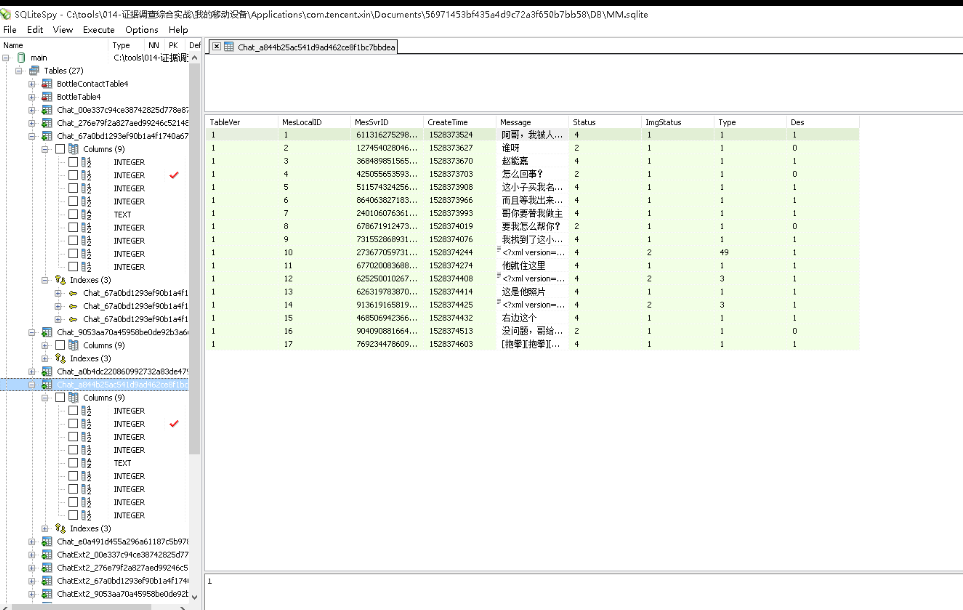 SQLiteSpy - C:\tools\014-证据调查综合实战\我的移动设备\Applications\com.tencent.xin\Documents\56971453bf435a4d9c72a3f650b7bb58\DB\MM.sqlite
File Edit View Execute Options Help
Name Type NN PK Def
main C:\tools\014-证据调
Tables (27)
BottleContactTable4
BottleTable4
Chat_00e337c94ce38742825d778e87
Chat_276e79f2a827aed99246c52148
Chat_67a0bd1293ef90b1a4f1740a67
Columns (9)
INTEGER
INTEGER
INTEGER
INTEGER
TEXT
INTEGER
INTEGER
INTEGER
INTEGER
Indexes (3)
Chat_67a0bd1293ef90b1a4f1
Chat_67a0bd1293ef90b1a4f1
Chat_67a0bd1293ef90b1a4f1
Chat_9053aa70a45958be0de92b3a6
Columns (9)
Indexes (3)
Chat_a0b4dc220860992732a83de479
Chat_a844b25ac541d9ad462ce8f1bc
Columns (9)
INTEGER
INTEGER
INTEGER
INTEGER
TEXT
INTEGER
INTEGER
INTEGER
INTEGER
Indexes (3)
Chat_e0a491d455a296a61187c5b978
ChatExt2_00e337c94ce38742825d77
ChatExt2_276e79f2a827aed99246c5
ChatExt2_67a0bd1293ef90b1a4f174
ChatExt2_9053aa70a45958be0de92b
Chat_a844b25ac541d9ad462ce8f1bc7bbdea
TableVer MesLocalID MesSvrID CreateTime Message Status ImgStatus Type Des
1 1 611316275298... 1528373524 阿哥，我被人... 4 1 1 1
1 2 127454028046... 1528373627 谁呀 2 1 1 0
1 3 368489851565... 1528373670 赵能嘉 4 1 1 1
1 4 425055653593... 1528373703 怎么回事? 2 1 1 0
1 5 511574324256... 1528373908 这小子买我名... 4 1 1 1
1 6 864063827183... 1528373966 而且等我出来... 4 1 1 1
1 7 240106076361... 1528373993 哥你要替我做主 4 1 1 1
1 8 678671912473... 1528374019 要我怎么帮你? 2 1 1 0
1 9 731552868931... 1528374076 我找到了这小... 4 1 1 1
1 10 273677059731... 1528374244 <?xml version=... 4 2 49 1
1 11 677020083688... 1528374274 他就住这里 4 1 1 1
1 12 625250010267... 1528374408 <?xml version=... 4 2 3 1
1 13 626319783870... 1528374414 这是他照片 4 1 1 1
1 14 913619165819... 1528374425 <?xml version=... 4 2 3 1
1 15 468506942366... 1528374432 右边这个 4 1 1 1
1 16 904090881664... 1528374513 没问题，哥给... 2 1 1 0
1 17 769234478609... 1528374603 [抱拳][抱拳][... 4 1 1 1
1